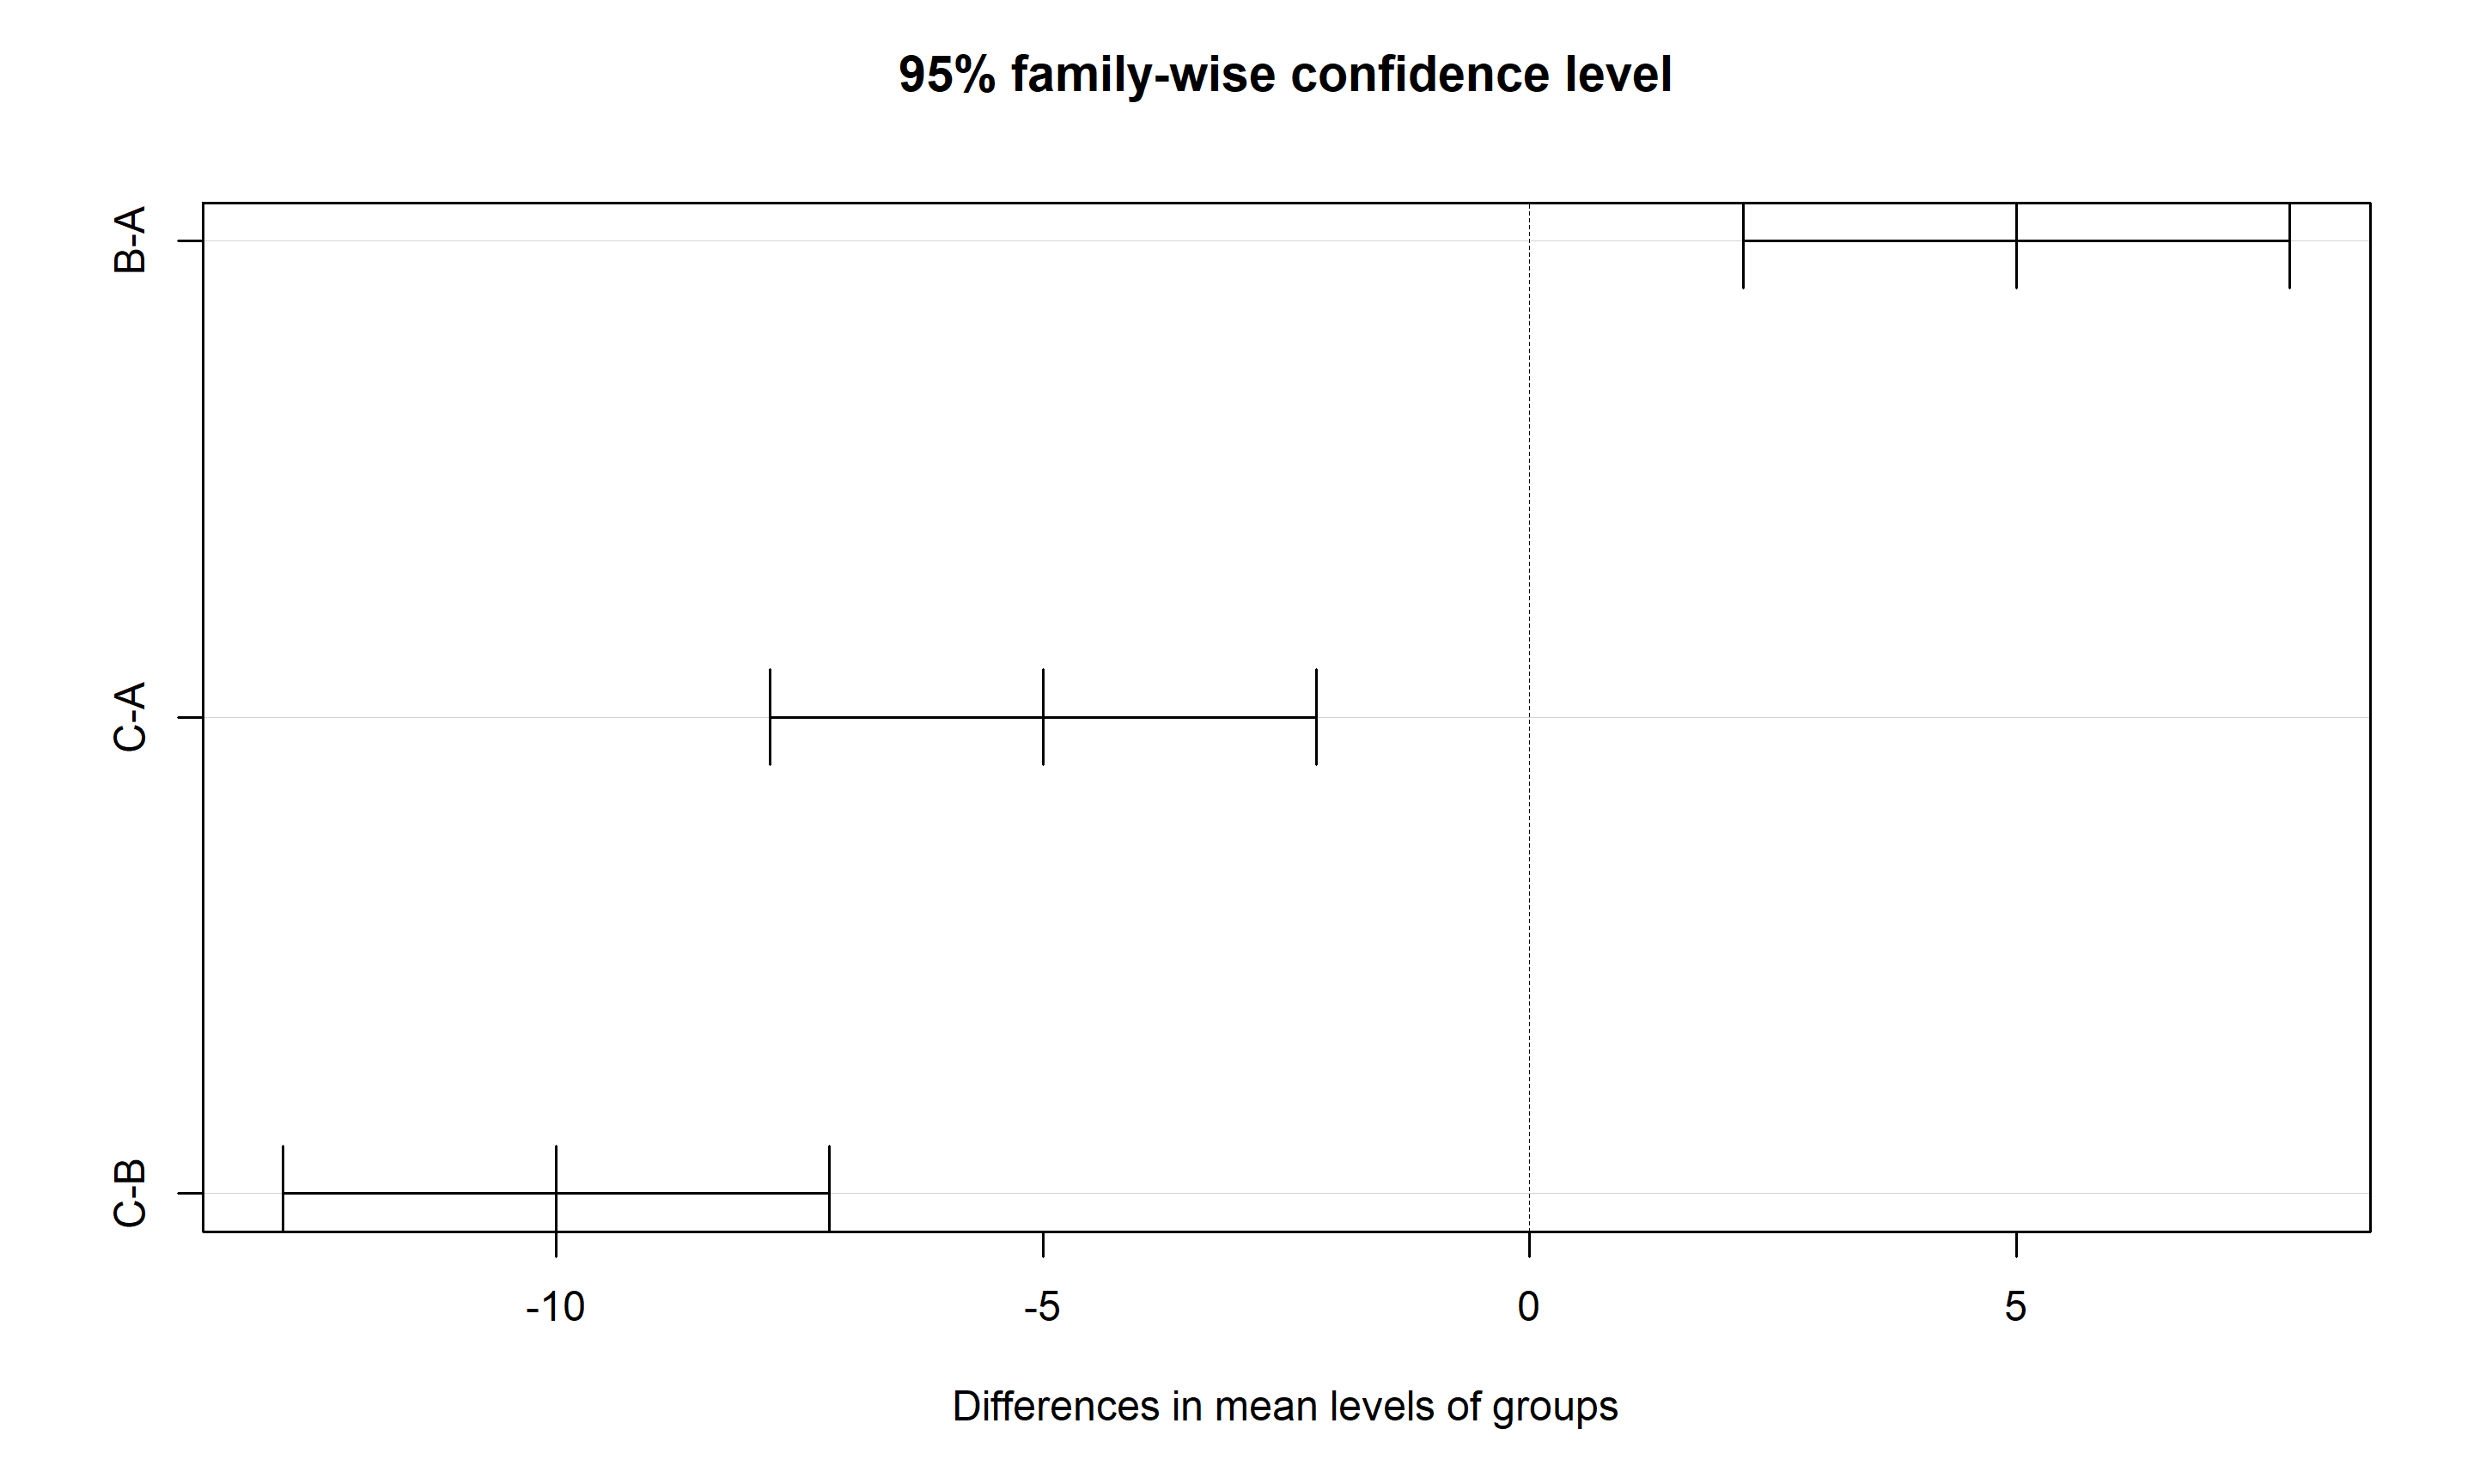 95% family-wise confidence level
B-A
C-A
C-B
-10 -5 0 5
Differences in mean levels of groups